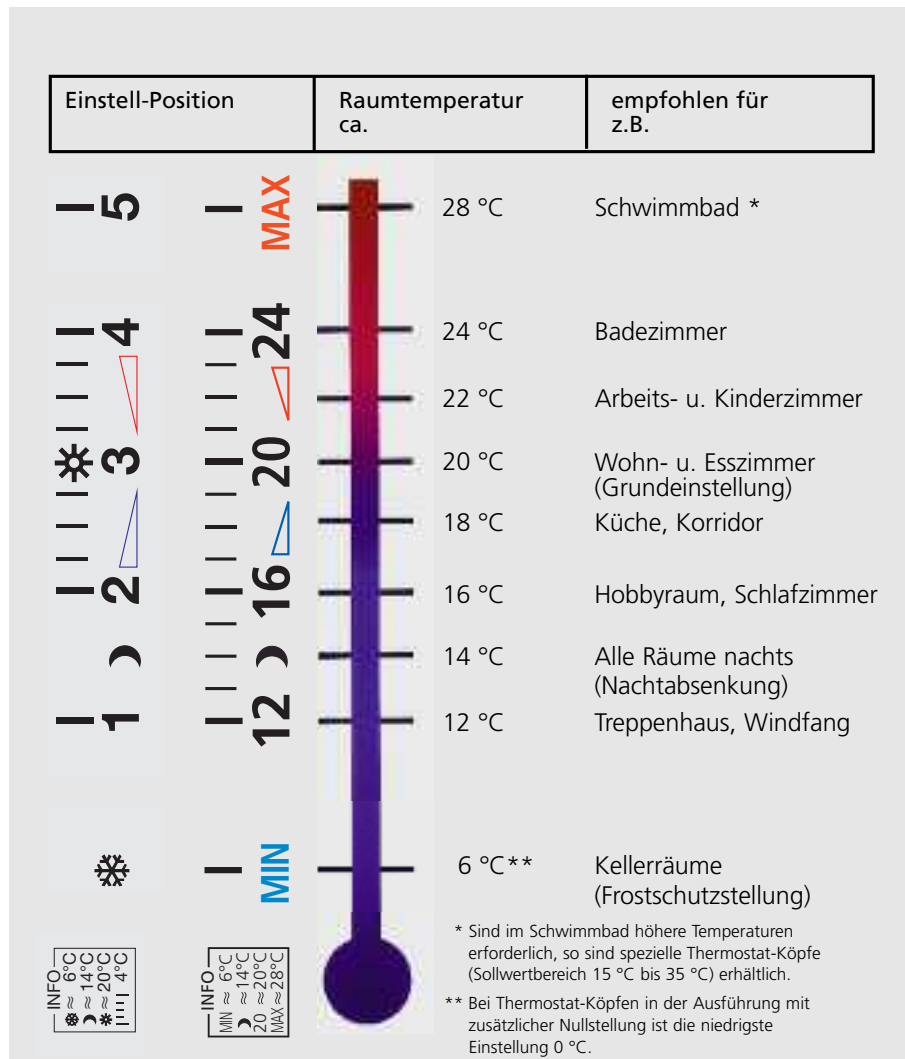 Einstell-Position
Raumtemperatur
ca.
empfohlen für
z.B.
5
MAX
28 °C
Schwimmbad *
4
24
24 °C
Badezimmer
22 °C
Arbeits- u. Kinderzimmer
3
20
20 °C
Wohn- u. Esszimmer
(Grundeinstellung)
18 °C
Küche, Korridor
2
16
16 °C
Hobbyraum, Schlafzimmer
14 °C
Alle Räume nachts
(Nachtabsenkung)
1
12
12 °C
Treppenhaus, Windfang
MIN
6 °C**
Kellerräume
(Frostschutzstellung)
INFO
❄ ≈ 6°C
☽ ≈ 14°C
☼ ≈ 20°C
4°C
INFO
MIN ≈ 6°C
☽ ≈ 14°C
20 ≈ 20°C
MAX ≈ 28°C
* Sind im Schwimmbad höhere Temperaturen
erforderlich, so sind spezielle Thermostat-Köpfe
(Sollwertbereich 15 °C bis 35 °C) erhältlich.
** Bei Thermostat-Köpfen in der Ausführung mit
zusätzlicher Nullstellung ist die niedrigste
Einstellung 0 °C.